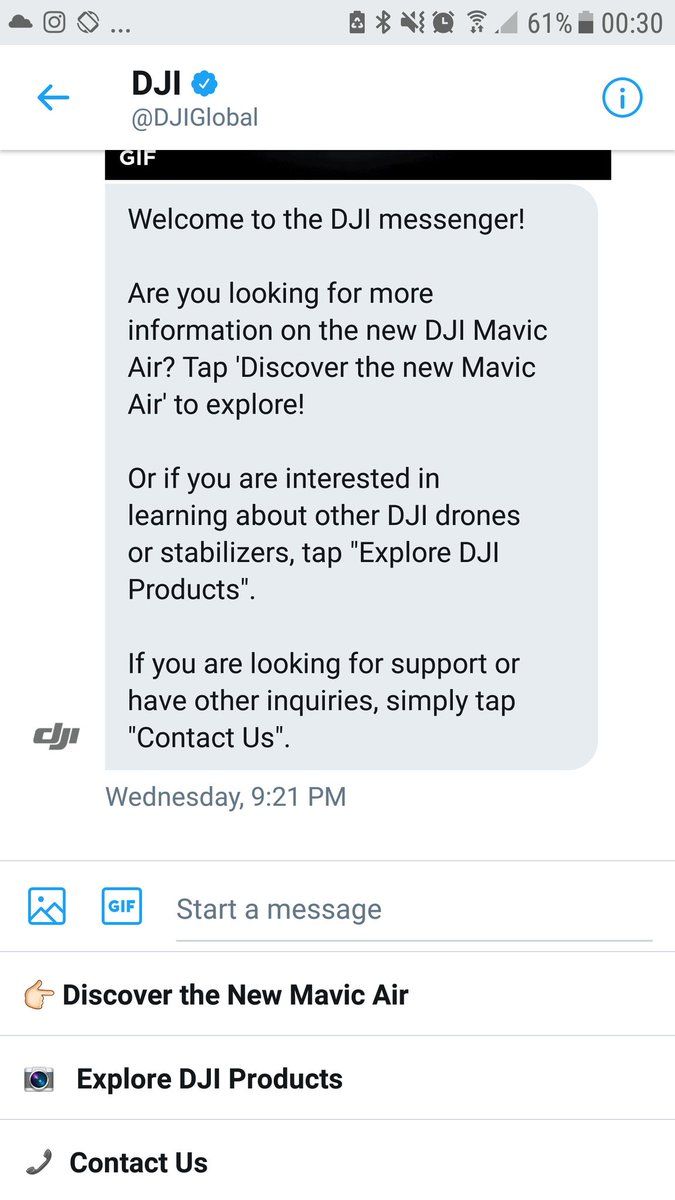 ... 61% 00:30
DJI
@DJIGlobal
GIF
Welcome to the DJI messenger!
Are you looking for more
information on the new DJI Mavic
Air? Tap 'Discover the new Mavic
Air' to explore!
Or if you are interested in
learning about other DJI drones
or stabilizers, tap "Explore DJI
Products".
If you are looking for support or
have other inquiries, simply tap
"Contact Us".
dji
Wednesday, 9:21 PM
GIF Start a message
Discover the New Mavic Air
Explore DJI Products
Contact Us